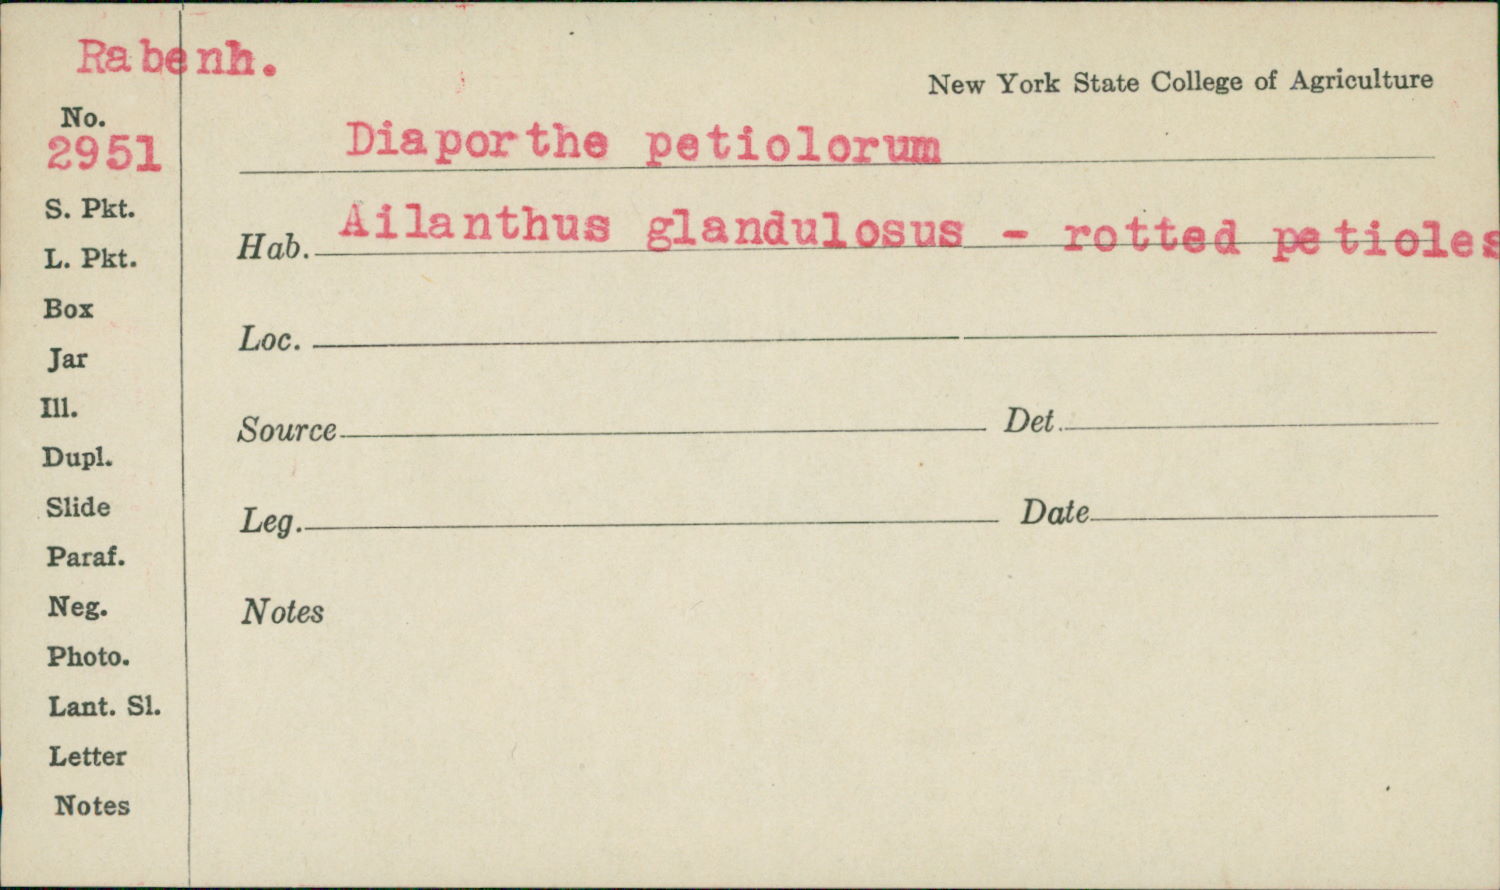 Rabenh.
New York State College of Agriculture
No.
2951
Diaporthe petiolorum
S. Pkt.
Hab. Ailanthus glandulosus - rotted petioles
L. Pkt.
Box
Loc.
Jar
Ill.
Source Det.
Dupl.
Slide
Leg. Date
Paraf.
Neg.
Notes
Photo.
Lant. Sl.
Letter
Notes